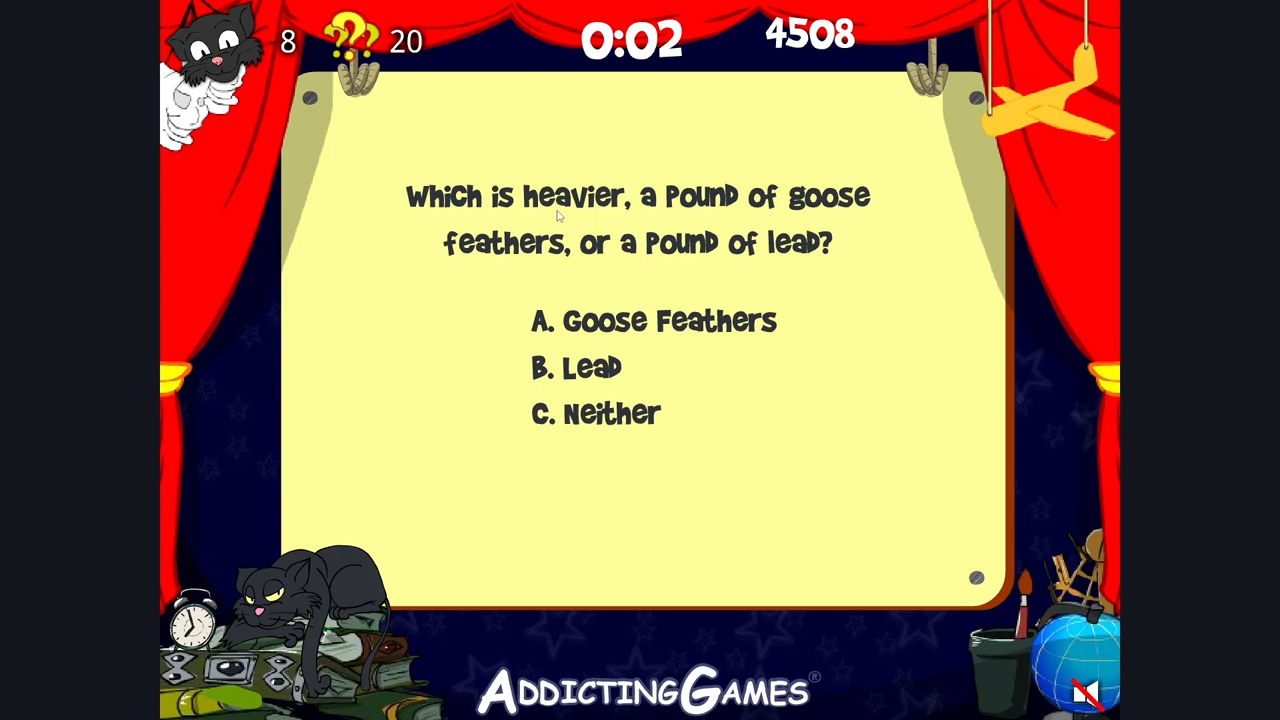 8 ?? 20 0:02 4508
Which is heavier, a pound of goose
feathers, or a pound of lead?
A. Goose Feathers
B. Lead
C. Neither
AddictingGames®